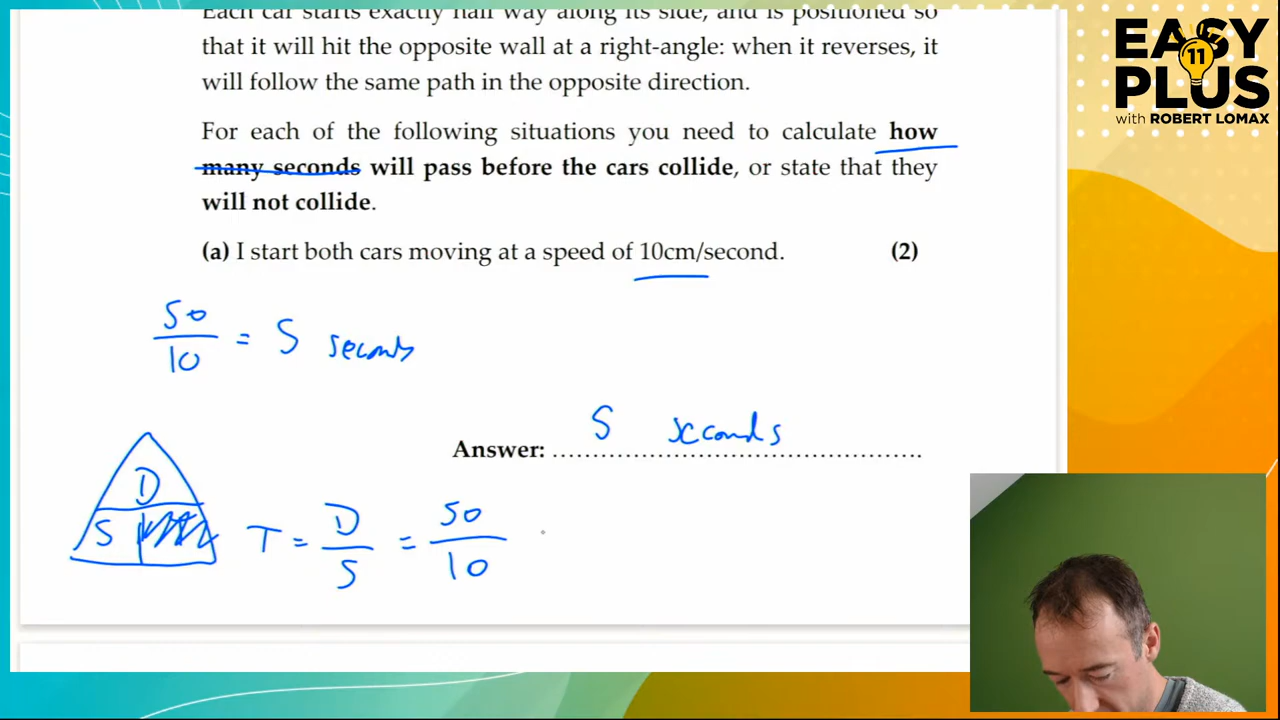 Each car starts exactly half way along its side, and is positioned so
that it will hit the opposite wall at a right-angle: when it reverses, it
will follow the same path in the opposite direction.
For each of the following situations you need to calculate how
many seconds will pass before the cars collide, or state that they
will not collide.
(a) I start both cars moving at a speed of 10cm/second. (2)
50/10 = 5 seconds
5 seconds
Answer: ........................................
D
S
T = D/S = 50/10
EASY
11
PLUS
with ROBERT LOMAX